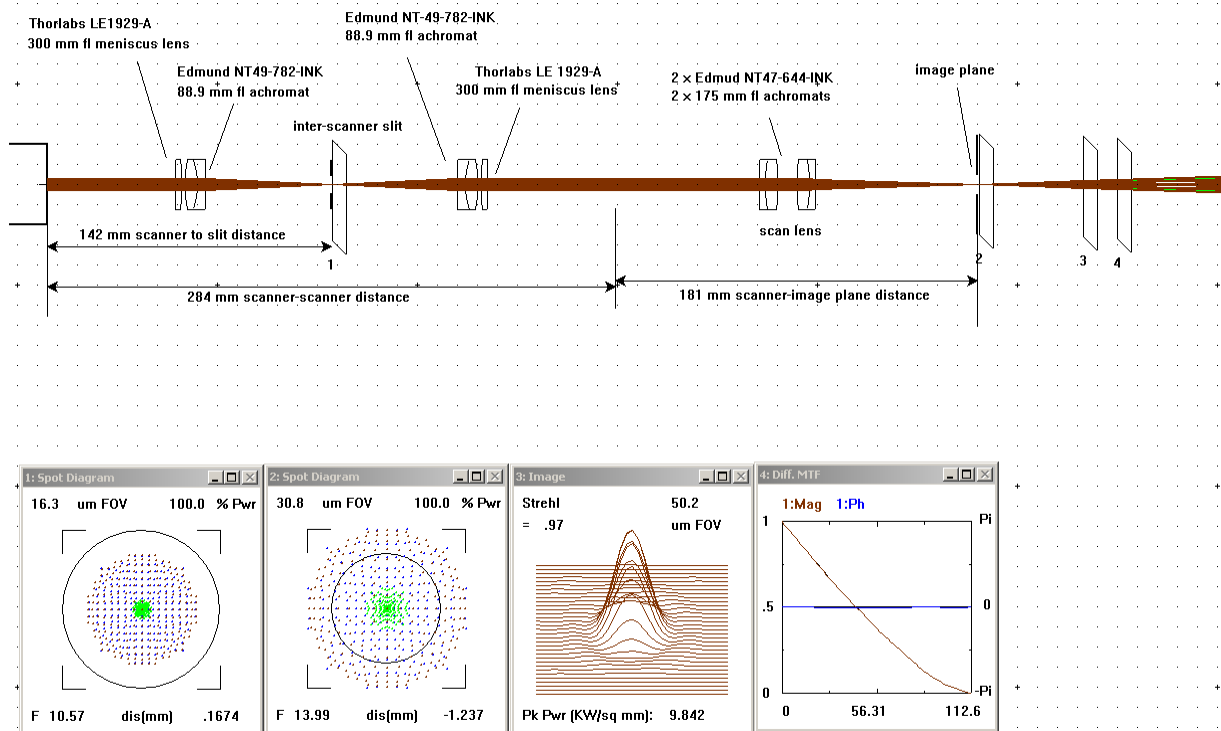 Thorlabs LE1929-A
300 mm fl meniscus lens
Edmund NT49-782-INK
88.9 mm fl achromat
inter-scanner slit
Edmund NT-49-782-INK
88.9 mm fl achromat
Thorlabs LE 1929-A
300 mm fl meniscus lens
2 × Edmud NT47-644-INK
2 × 175 mm fl achromats
image plane
scan lens
142 mm scanner to slit distance
1
2
3
4
284 mm scanner-scanner distance
181 mm scanner-image plane distance
1: Spot Diagram
16.3 um FOV 100.0 % Pwr
F 10.57 dis(mm) .1674
2: Spot Diagram
30.8 um FOV 100.0 % Pwr
F 13.99 dis(mm) -1.237
3: Image
Strehl 50.2
= .97 um FOV
Pk Pwr (KW/sq mm): 9.842
4: Diff. MTF
1:Mag 1:Ph
1 Pi
.5 0
0 -Pi
0 56.31 112.6